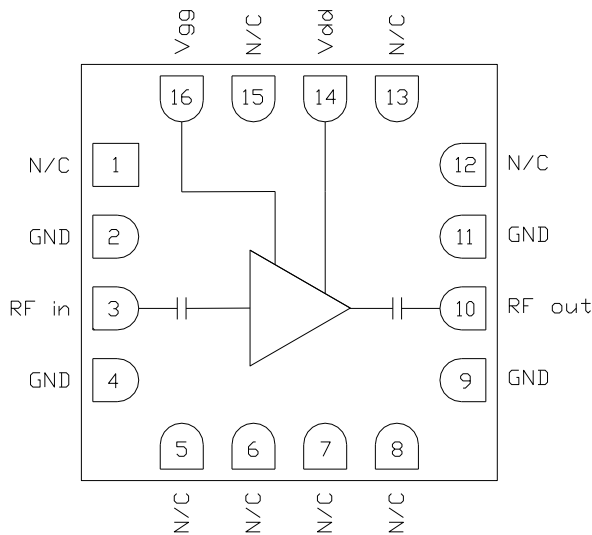 Vgg N/C Vdd N/C
16 15 14 13
N/C 1 12 N/C
GND 2 11 GND
RF in 3 10 RF out
GND 4 9 GND
5 6 7 8
N/C N/C N/C N/C